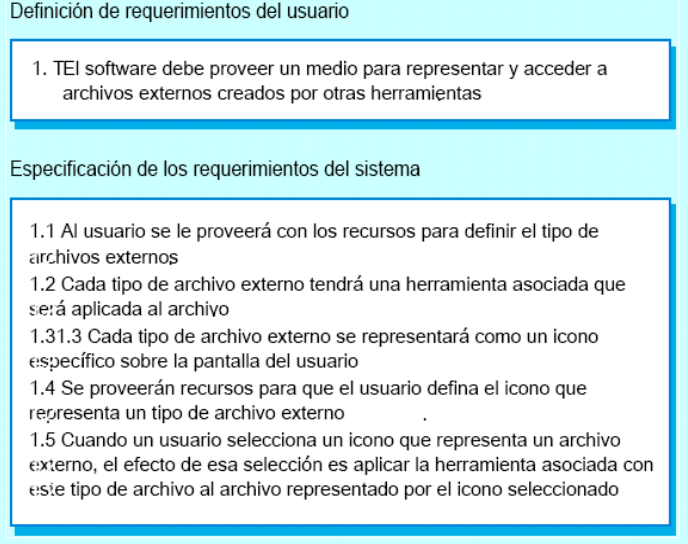 Definición de requerimientos del usuario
1. TEl software debe proveer un medio para representar y acceder a
archivos externos creados por otras herramientas
Especificación de los requerimientos del sistema
1.1 Al usuario se le proveerá con los recursos para definir el tipo de
archivos externos
1.2 Cada tipo de archivo externo tendrá una herramienta asociada que
será aplicada al archivo
1.31.3 Cada tipo de archivo externo se representará como un icono
específico sobre la pantalla del usuario
1.4 Se proveerán recursos para que el usuario defina el icono que
representa un tipo de archivo externo .
1.5 Cuando un usuario selecciona un icono que representa un archivo
externo, el efecto de esa selección es aplicar la herramienta asociada con
este tipo de archivo al archivo representado por el icono seleccionado